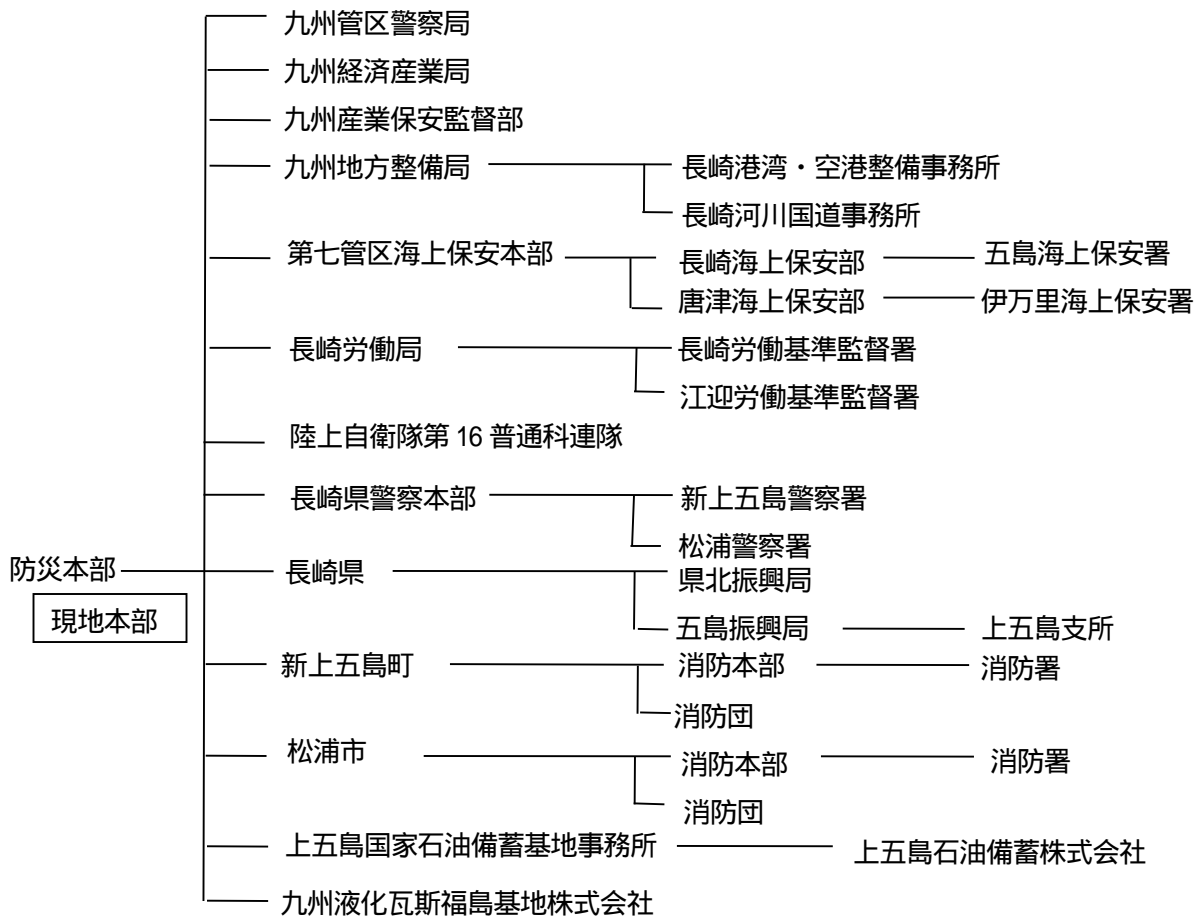 九州管区警察局
九州経済産業局
九州産業保安監督部
九州地方整備局 長崎港湾・空港整備事務所
長崎河川国道事務所
第七管区海上保安本部 長崎海上保安部 五島海上保安署
唐津海上保安部 伊万里海上保安署
長崎労働局 長崎労働基準監督署
江迎労働基準監督署
陸上自衛隊第 16 普通科連隊
長崎県警察本部 新上五島警察署
松浦警察署
防災本部 長崎県 県北振興局
現地本部
五島振興局 上五島支所
新上五島町 消防本部 消防署
消防団
松浦市 消防本部 消防署
消防団
上五島国家石油備蓄基地事務所 上五島石油備蓄株式会社
九州液化瓦斯福島基地株式会社